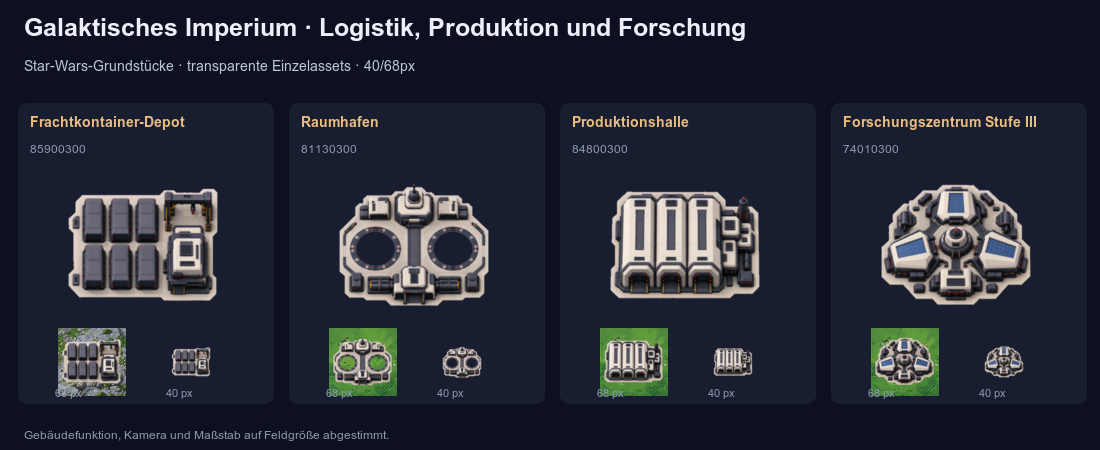 Galaktisches Imperium · Logistik, Produktion und Forschung
Star-Wars-Grundstücke · transparente Einzelassets · 40/68px
Frachtkontainer-Depot
85900300
68 px
40 px
Raumhafen
81130300
68 px
40 px
Produktionshalle
84800300
68 px
40 px
Forschungszentrum Stufe III
74010300
68 px
40 px
Gebäudefunktion, Kamera und Maßstab auf Feldgröße abgestimmt.